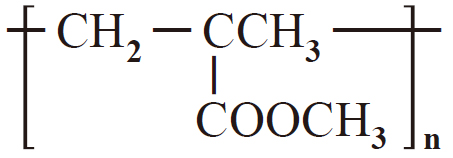 [CH₂ — CCH₃]
COOCH₃ n